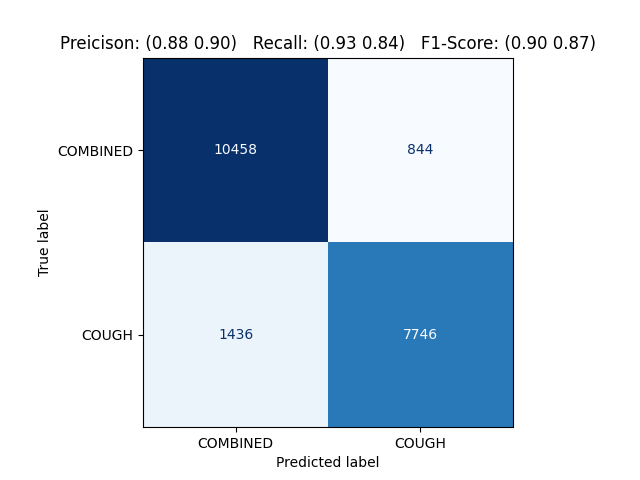 Preicison: (0.88 0.90)   Recall: (0.93 0.84)   F1-Score: (0.90 0.87)
COMBINED
10458
844
True label
COUGH
1436
7746
COMBINED
COUGH
Predicted label